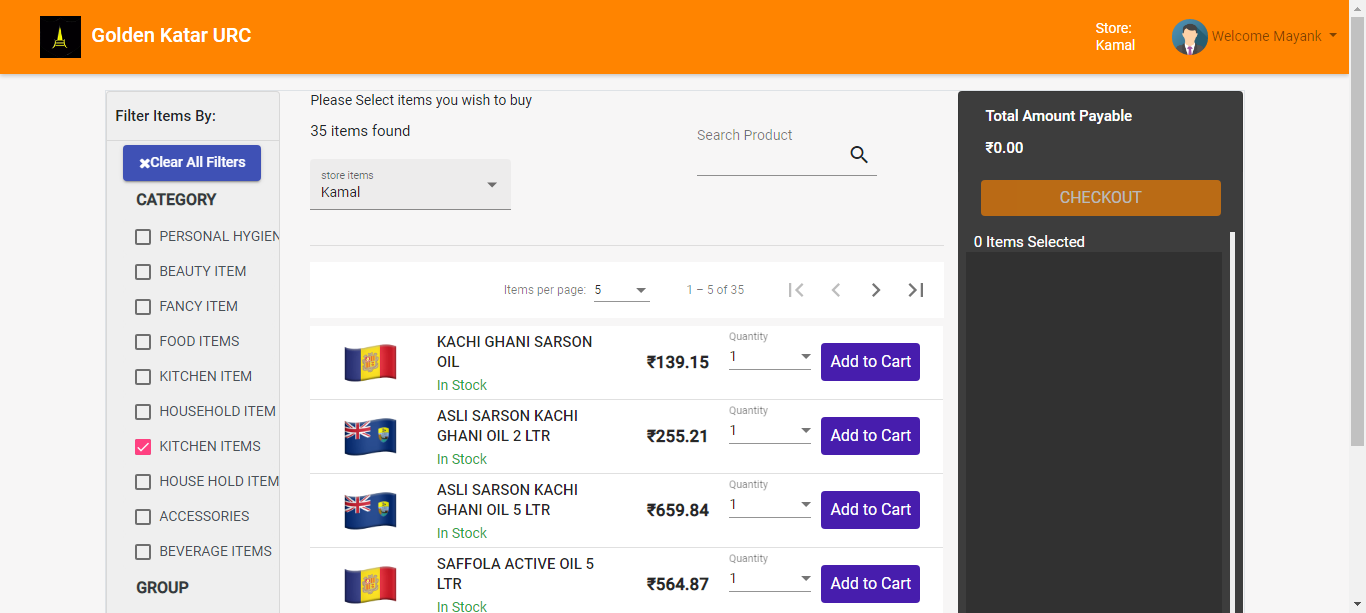 Golden Katar URC
Store:
Kamal
Welcome Mayank
Filter Items By:
✖Clear All Filters
CATEGORY
PERSONAL HYGIEN
BEAUTY ITEM
FANCY ITEM
FOOD ITEMS
KITCHEN ITEM
HOUSEHOLD ITEM
KITCHEN ITEMS
HOUSE HOLD ITEM
ACCESSORIES
BEVERAGE ITEMS
GROUP
Please Select items you wish to buy
35 items found
Search Product
store items
Kamal
Items per page: 5 1 – 5 of 35
KACHI GHANI SARSON
OIL
In Stock
₹139.15
Quantity
1
Add to Cart
ASLI SARSON KACHI
GHANI OIL 2 LTR
In Stock
₹255.21
Quantity
1
Add to Cart
ASLI SARSON KACHI
GHANI OIL 5 LTR
In Stock
₹659.84
Quantity
1
Add to Cart
SAFFOLA ACTIVE OIL 5
LTR
In Stock
₹564.87
Quantity
1
Add to Cart
Total Amount Payable
₹0.00
CHECKOUT
0 Items Selected